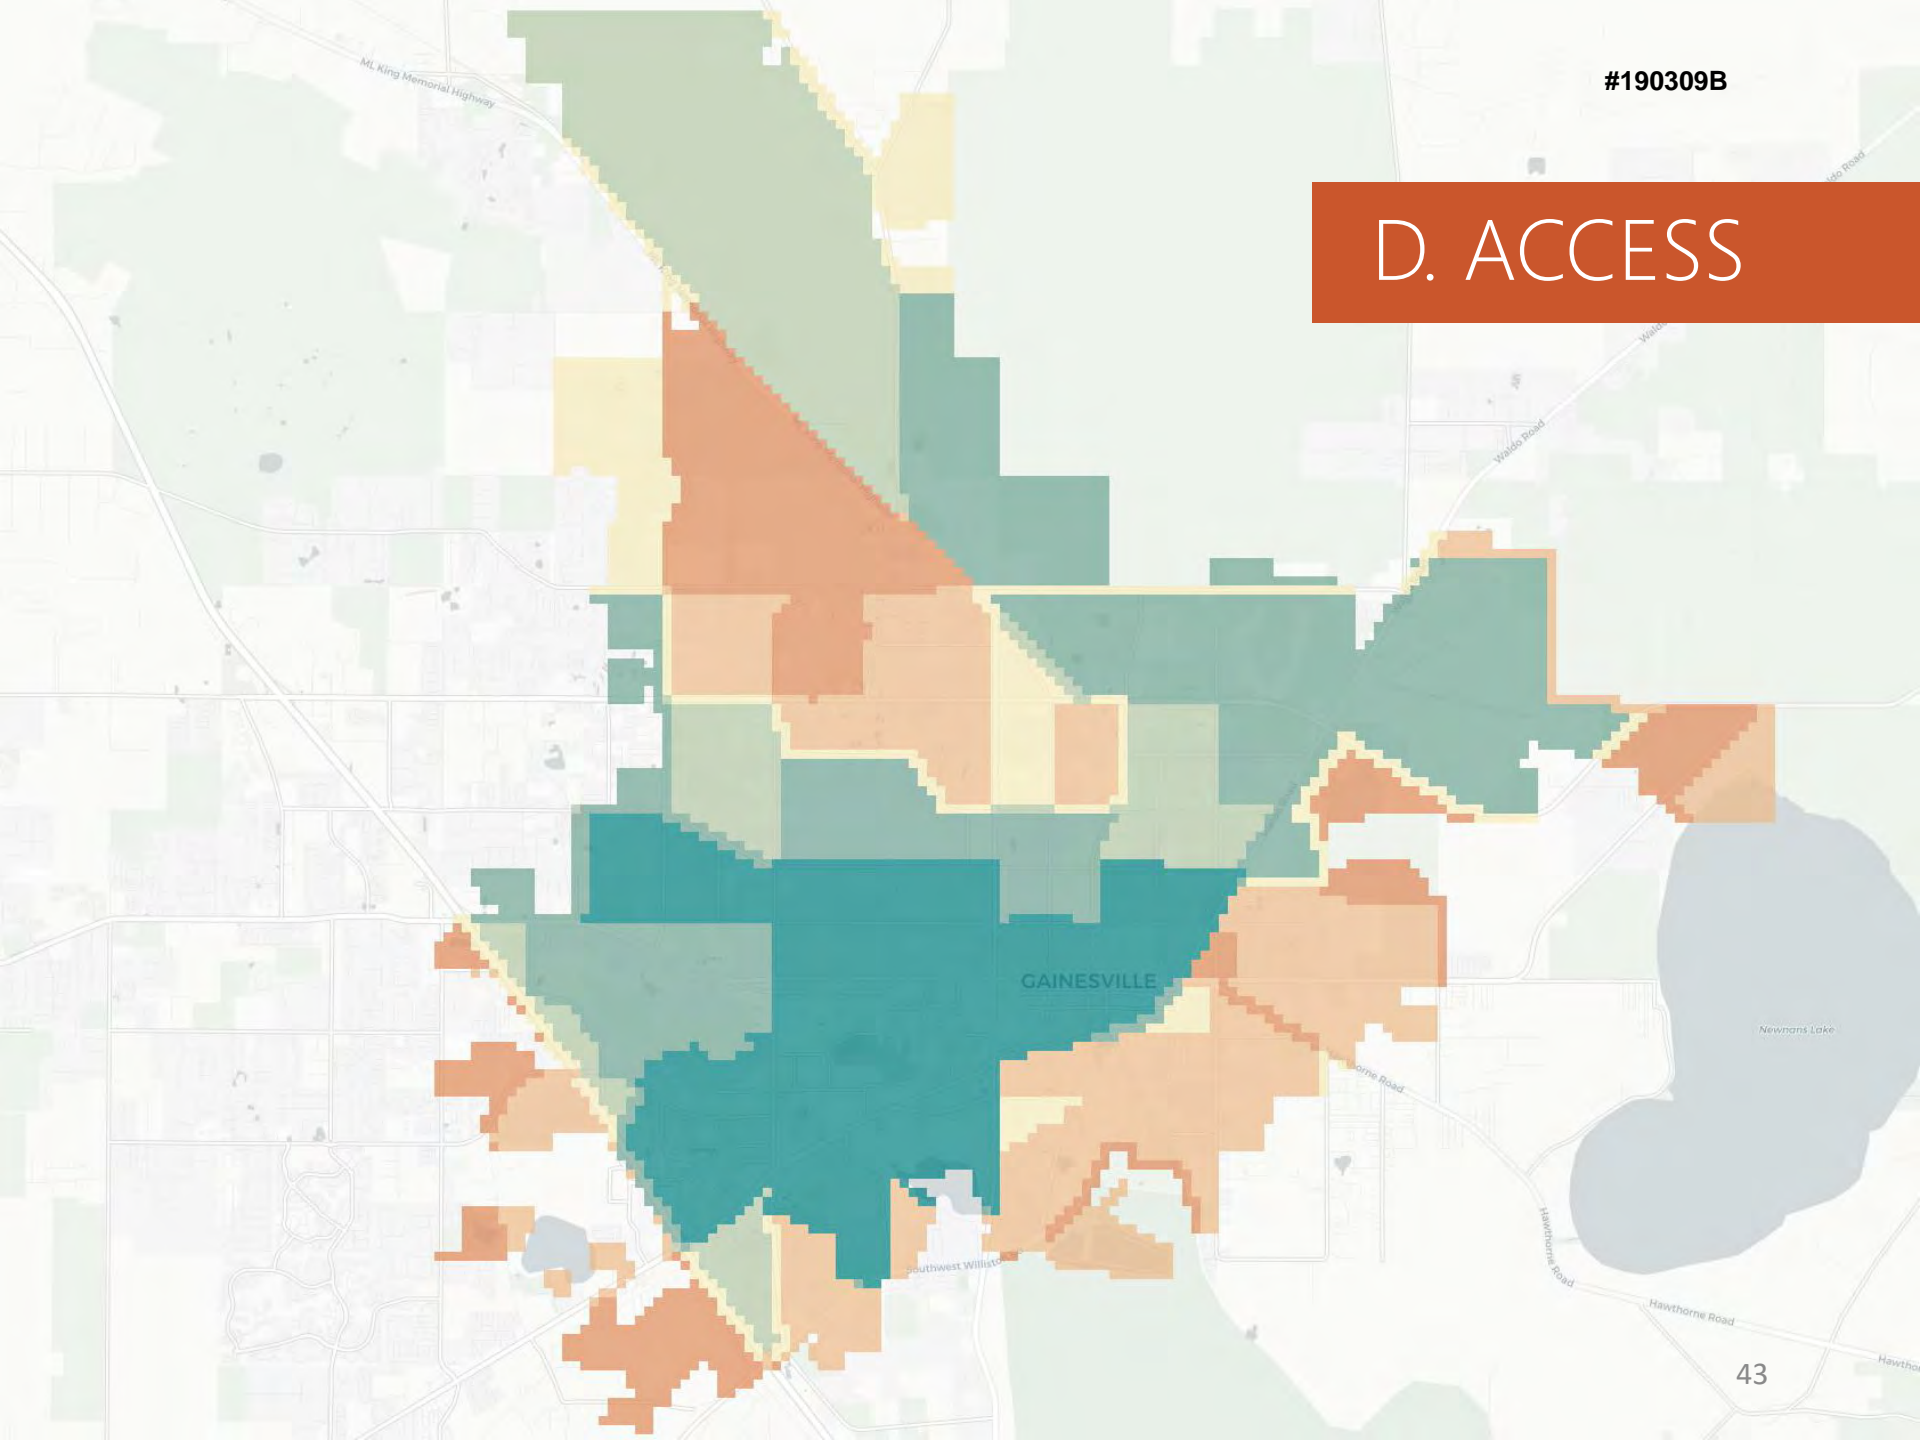 #190309B
ML King Memorial Highway
D. ACCESS
Waldo Road
GAINESVILLE
Newnans Lake
Hawthorne Road
Hawthorne Road
43